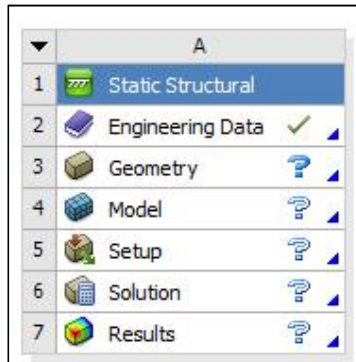 A
1 Static Structural
2 Engineering Data
3 Geometry ?
4 Model ?
5 Setup ?
6 Solution ?
7 Results ?